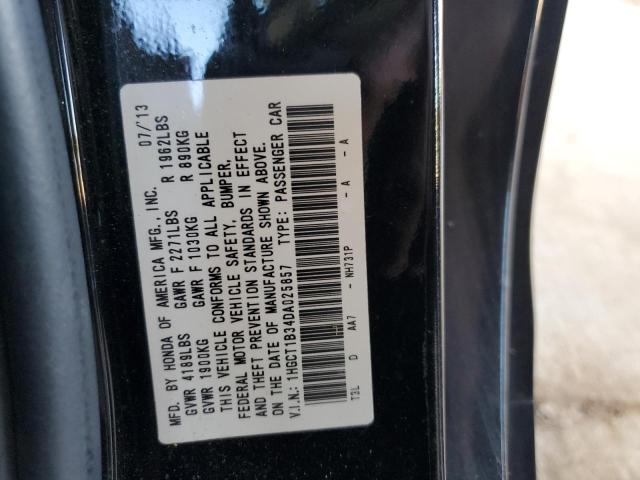 MFD. BY HONDA OF AMERICA MFG., INC. 07/'13
GVWR 4189LBS GAWR F 2271LBS R 1962LBS
GVWR 1900KG GAWR F 1030KG R 890KG
THIS VEHICLE CONFORMS TO ALL APPLICABLE
FEDERAL MOTOR VEHICLE SAFETY, BUMPER,
AND THEFT PREVENTION STANDARDS IN EFFECT
ON THE DATE OF MANUFACTURE SHOWN ABOVE.
V.I.N.: 1HGCT1B34DA025857 TYPE: PASSENGER CAR
T3L D AA7 - NH731P - A - A